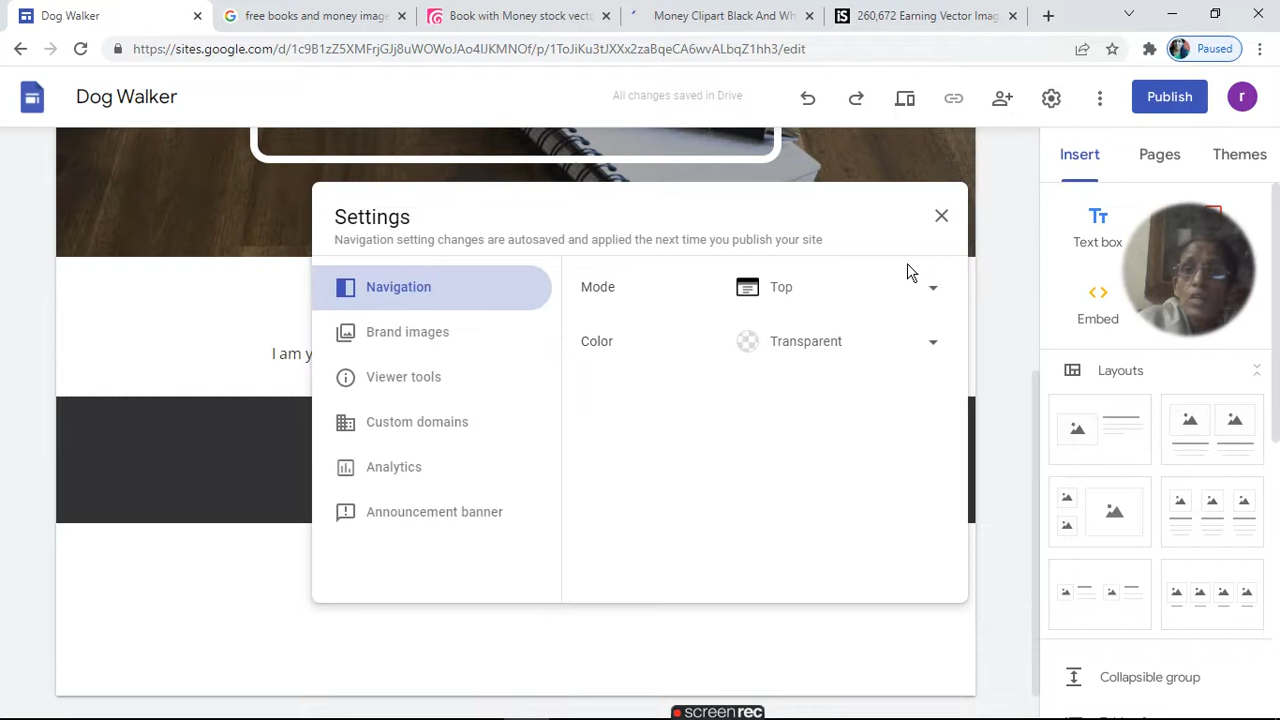 Dog Walker
free books and money image
Book with Money stock vecto
Money Clipart Black And Wh
iS 260,672 Earning Vector Imag
https://sites.google.com/d/1c9B1zZ5XMFrjGJj8uWOWoJA04IJKMNOf/p/1ToJiKu3tJXXx2zaBqeCA6wvALbqZ1hh3/edit
Paused
Dog Walker
All changes saved in Drive
Publish
r
Insert
Pages
Themes
Settings
Navigation setting changes are autosaved and applied the next time you publish your site
Navigation
Mode
Top
Brand images
Color
Transparent
Viewer tools
Custom domains
Analytics
Announcement banner
I am y
Tт
Text box
Embed
Layouts
Collapsible group
screenrec